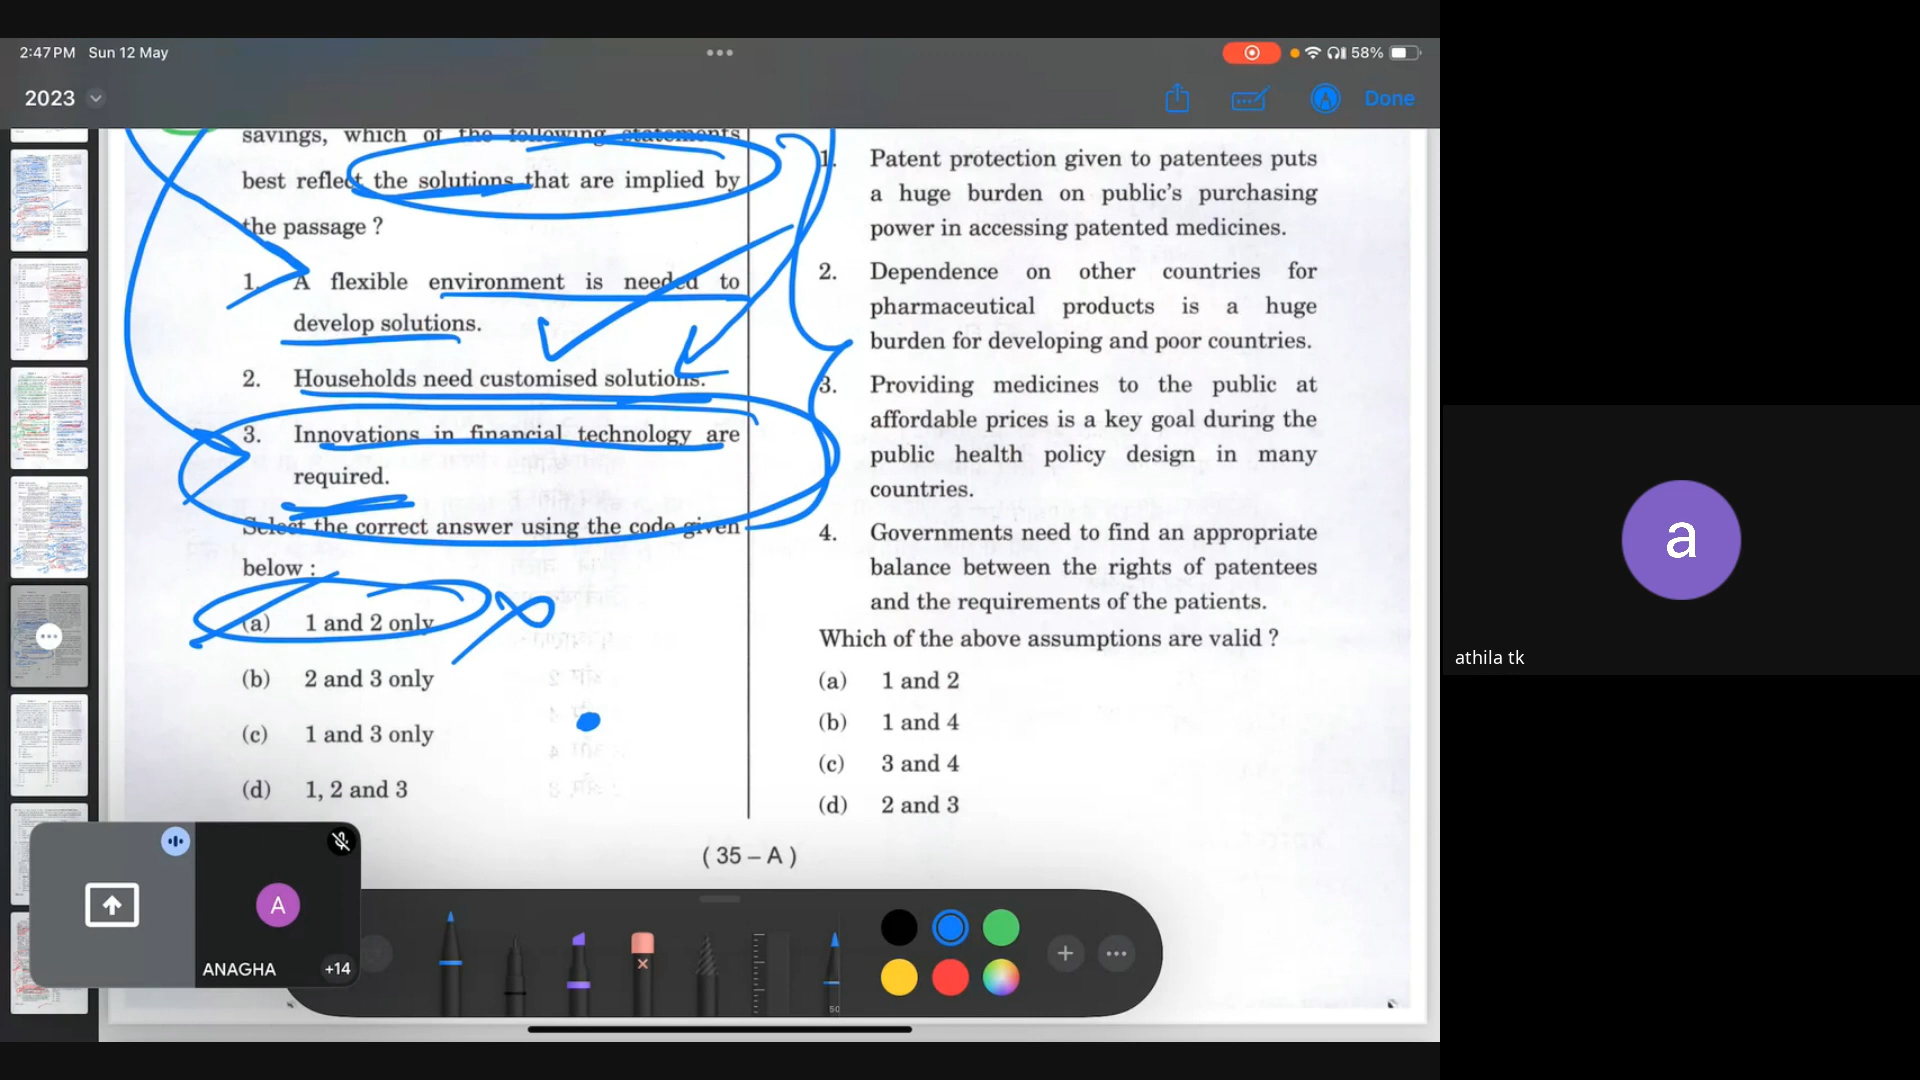 2:47 PM Sun 12 May
58%
2023
Done
savings, which of the following statements
best reflect the solutions that are implied by
the passage ?
1. A flexible environment is needed to
develop solutions.
2. Households need customised solutions.
3. Innovations in financial technology are
required.
Select the correct answer using the code given
below :
(a) 1 and 2 only
(b) 2 and 3 only
(c) 1 and 3 only
(d) 1, 2 and 3
1. Patent protection given to patentees puts
a huge burden on public's purchasing
power in accessing patented medicines.
2. Dependence on other countries for
pharmaceutical products is a huge
burden for developing and poor countries.
3. Providing medicines to the public at
affordable prices is a key goal during the
public health policy design in many
countries.
4. Governments need to find an appropriate
balance between the rights of patentees
and the requirements of the patients.
Which of the above assumptions are valid ?
(a) 1 and 2
(b) 1 and 4
(c) 3 and 4
(d) 2 and 3
( 35 – A )
A
ANAGHA
+14
50
a
athila tk